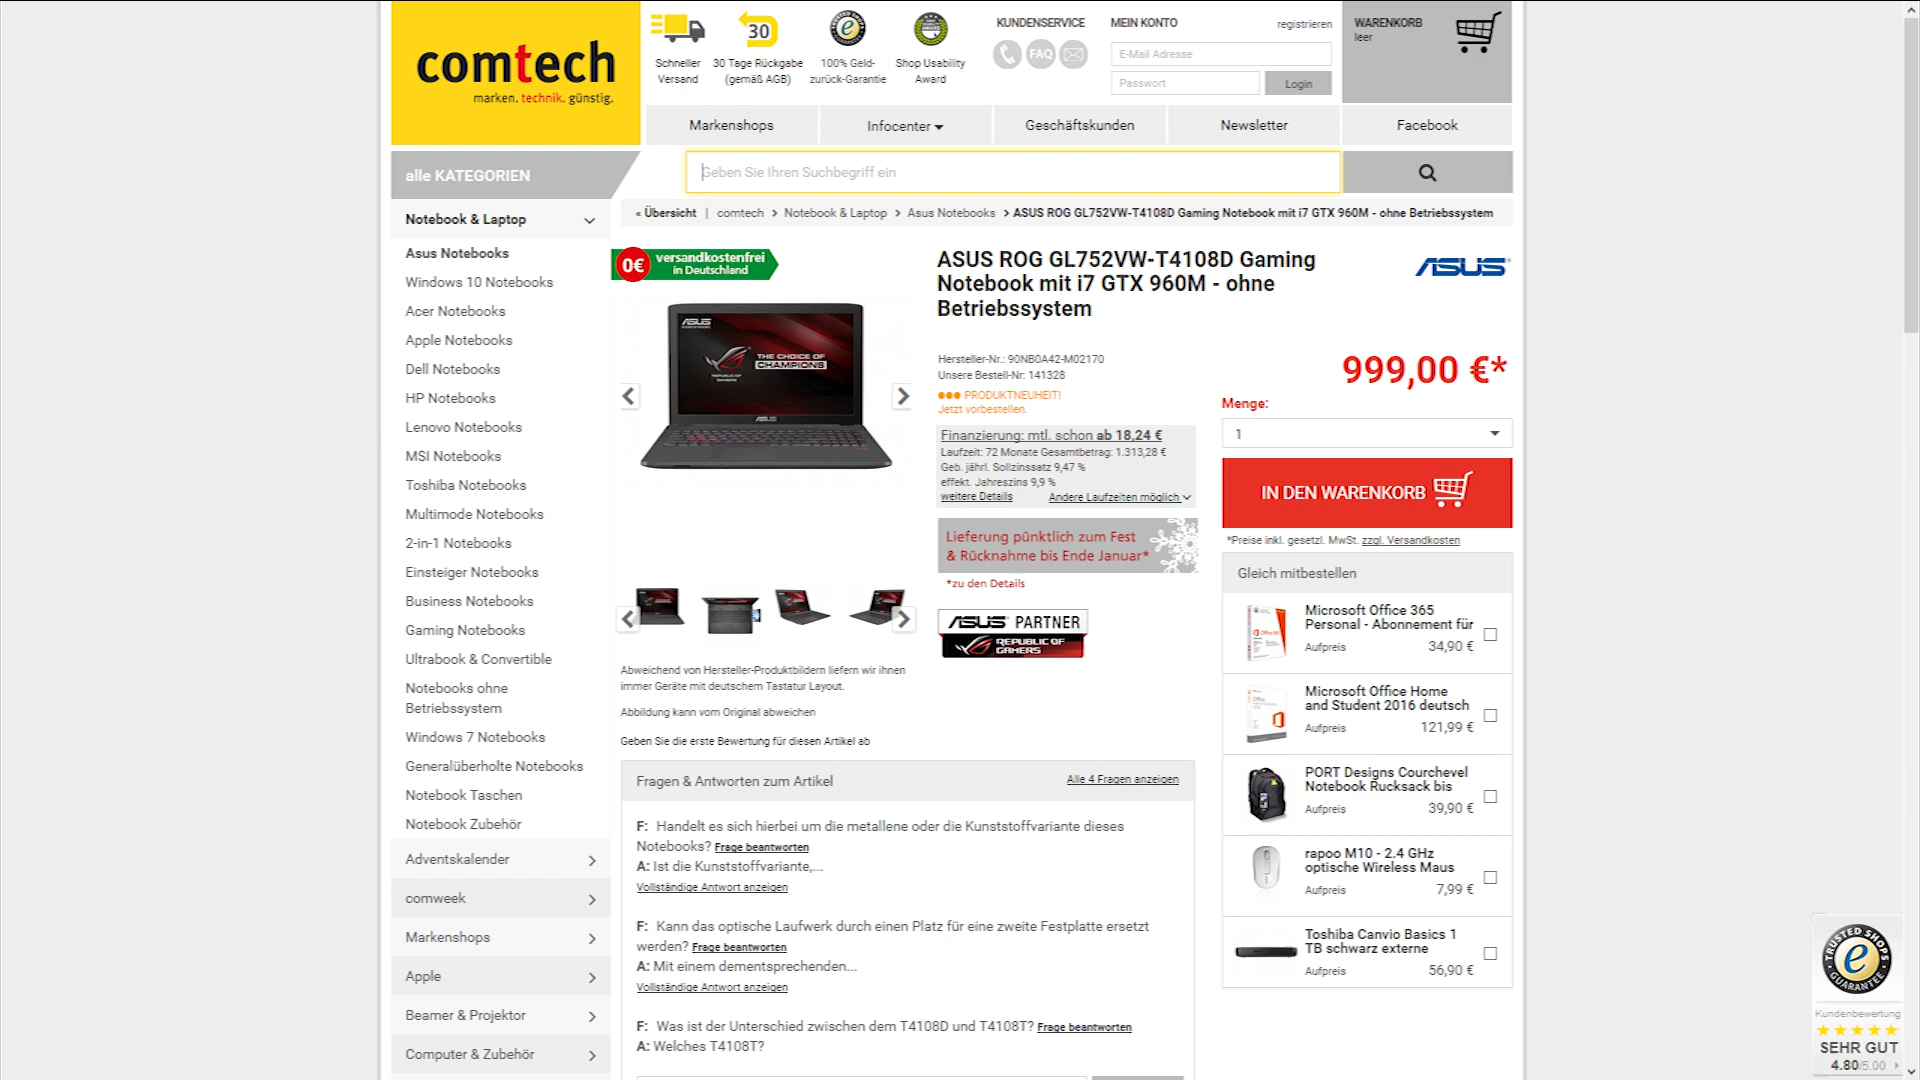 comtech
marken. technik. günstig.
Schneller
Versand
30
30 Tage Rückgabe
(gemäß AGB)
100% Geld-
zurück-Garantie
Shop Usability
Award
KUNDENSERVICE
FAQ
MEIN KONTO
registrieren
E-Mail Adresse
Passwort
Login
WARENKORB
leer
Markenshops
Infocenter
Geschäftskunden
Newsletter
Facebook
alle KATEGORIEN
Geben Sie Ihren Suchbegriff ein
« Übersicht | comtech > Notebook & Laptop > Asus Notebooks > ASUS ROG GL752VW-T4108D Gaming Notebook mit i7 GTX 960M - ohne Betriebssystem
Notebook & Laptop
Asus Notebooks
Windows 10 Notebooks
Acer Notebooks
Apple Notebooks
Dell Notebooks
HP Notebooks
Lenovo Notebooks
MSI Notebooks
Toshiba Notebooks
Multimode Notebooks
2-in-1 Notebooks
Einsteiger Notebooks
Business Notebooks
Gaming Notebooks
Ultrabook & Convertible
Notebooks ohne
Betriebssystem
Windows 7 Notebooks
Generalüberholte Notebooks
Notebook Taschen
Notebook Zubehör
Adventskalender
comweek
Markenshops
Apple
Beamer & Projektor
Computer & Zubehör
0€ versandkostenfrei
in Deutschland
ASUS
THE CHOICE OF
CHAMPIONS
REPUBLIC OF
GAMERS
ASUS
Abweichend von Hersteller-Produktbildern liefern wir ihnen
immer Geräte mit deutschem Tastatur Layout.
Abbildung kann vom Original abweichen
Geben Sie die erste Bewertung für diesen Artikel ab
ASUS ROG GL752VW-T4108D Gaming
Notebook mit i7 GTX 960M - ohne
Betriebssystem
ASUS
Hersteller-Nr.: 90NB0A42-M02170
Unsere Bestell-Nr: 141328
PRODUKTNEUHEIT!
Jetzt vorbestellen.
Finanzierung: mtl. schon ab 18,24 €
Laufzeit: 72 Monate Gesamtbetrag: 1.313,28 €
Geb. jährl. Sollzinssatz 9,47 %
effekt. Jahreszins 9,9 %
weitere Details
Andere Laufzeiten möglich
Lieferung pünktlich zum Fest
& Rücknahme bis Ende Januar*
*zu den Details
ASUS PARTNER
REPUBLIC OF
GAMERS
999,00 €*
Menge:
1
IN DEN WARENKORB
*Preise inkl. gesetzl. MwSt. zzgl. Versandkosten
Gleich mitbestellen
Microsoft Office 365
Personal - Abonnement für
Aufpreis 34,90 €
Microsoft Office Home
and Student 2016 deutsch
Aufpreis 121,99 €
PORT Designs Courchevel
Notebook Rucksack bis
Aufpreis 39,90 €
rapoo M10 - 2.4 GHz
optische Wireless Maus
Aufpreis 7,99 €
Toshiba Canvio Basics 1
TB schwarz externe
Aufpreis 56,90 €
Fragen & Antworten zum Artikel
Alle 4 Fragen anzeigen
F: Handelt es sich hierbei um die metallene oder die Kunststoffvariante dieses
Notebooks? Frage beantworten
A: Ist die Kunststoffvariante,...
Vollständige Antwort anzeigen
F: Kann das optische Laufwerk durch einen Platz für eine zweite Festplatte ersetzt
werden? Frage beantworten
A: Mit einem dementsprechenden...
Vollständige Antwort anzeigen
F: Was ist der Unterschied zwischen dem T4108D und T4108T? Frage beantworten
A: Welches T4108T?
TRUSTED SHOPS
e
GUARANTEE
Kundenbewertung
SEHR GUT
4.80/5.00